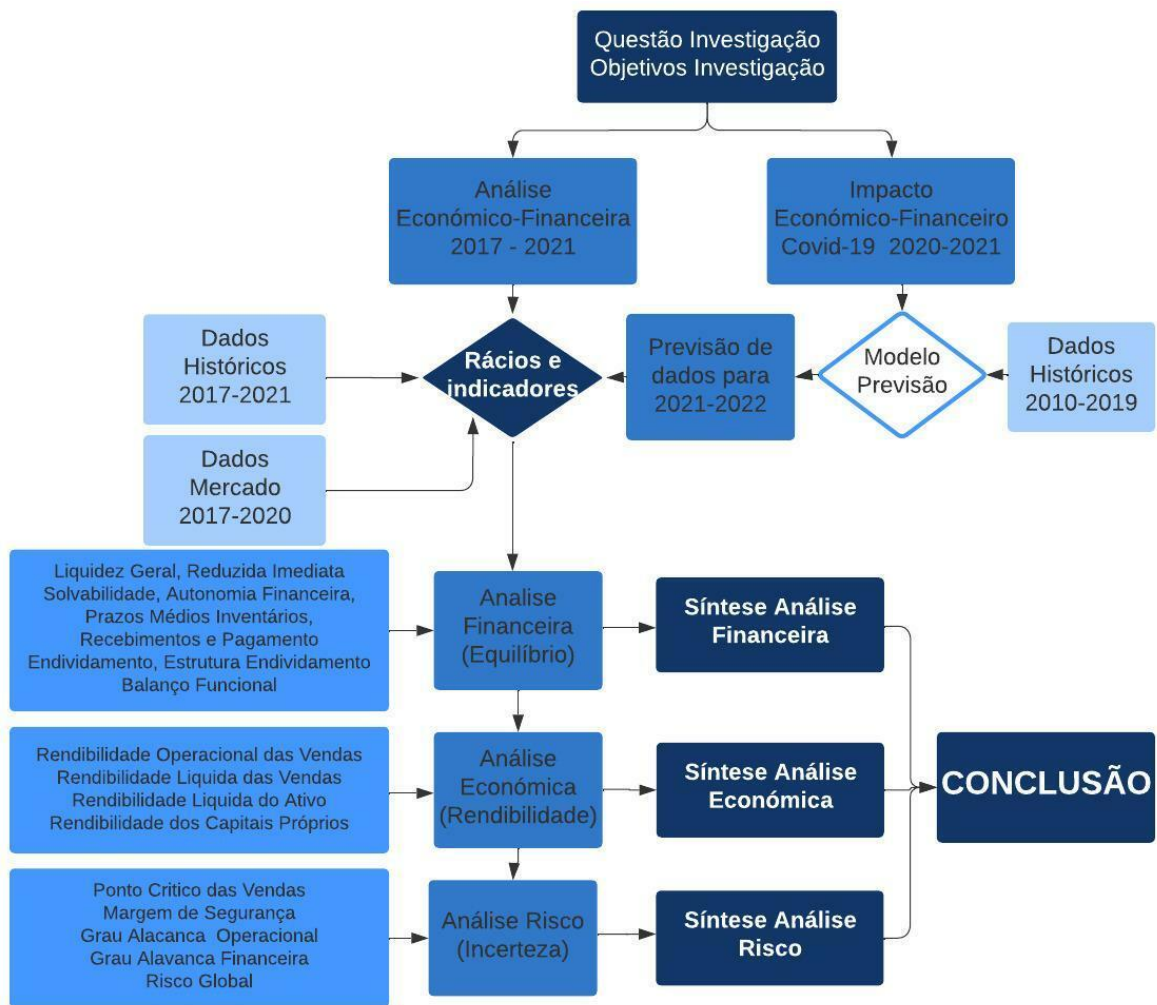 Questão Investigação
Objetivos Investigação
Análise
Económico-Financeira
2017 - 2021
Impacto
Económico-Financeiro
Covid-19 2020-2021
Dados
Históricos
2017-2021
Rácios e
indicadores
Previsão de
dados para
2021-2022
Modelo
Previsão
Dados
Históricos
2010-2019
Dados
Mercado
2017-2020
Liquidez Geral, Reduzida Imediata
Solvabilidade, Autonomia Financeira,
Prazos Médios Inventários,
Recebimentos e Pagamento
Endividamento, Estrutura Endividamento
Balanço Funcional
Analise
Financeira
(Equilíbrio)
Síntese Análise
Financeira
Rendibilidade Operacional das Vendas
Rendibilidade Liquida das Vendas
Rendibilidade Liquida do Ativo
Rendibilidade dos Capitais Próprios
Análise
Económica
(Rendibilidade)
Síntese Análise
Económica
CONCLUSÃO
Ponto Critico das Vendas
Margem de Segurança
Grau Alacanca Operacional
Grau Alavanca Financeira
Risco Global
Análise Risco
(Incerteza)
Síntese Análise
Risco